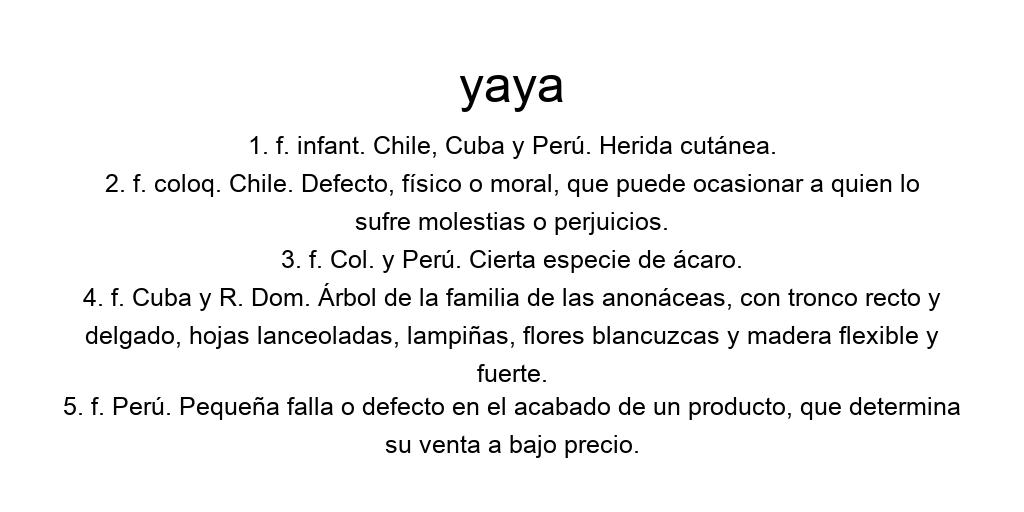 yaya
1. f. infant. Chile, Cuba y Perú. Herida cutánea.
2. f. coloq. Chile. Defecto, físico o moral, que puede ocasionar a quien lo
sufre molestias o perjuicios.
3. f. Col. y Perú. Cierta especie de ácaro.
4. f. Cuba y R. Dom. Árbol de la familia de las anonáceas, con tronco recto y
delgado, hojas lanceoladas, lampiñas, flores blancuzcas y madera flexible y
fuerte.
5. f. Perú. Pequeña falla o defecto en el acabado de un producto, que determina
su venta a bajo precio.